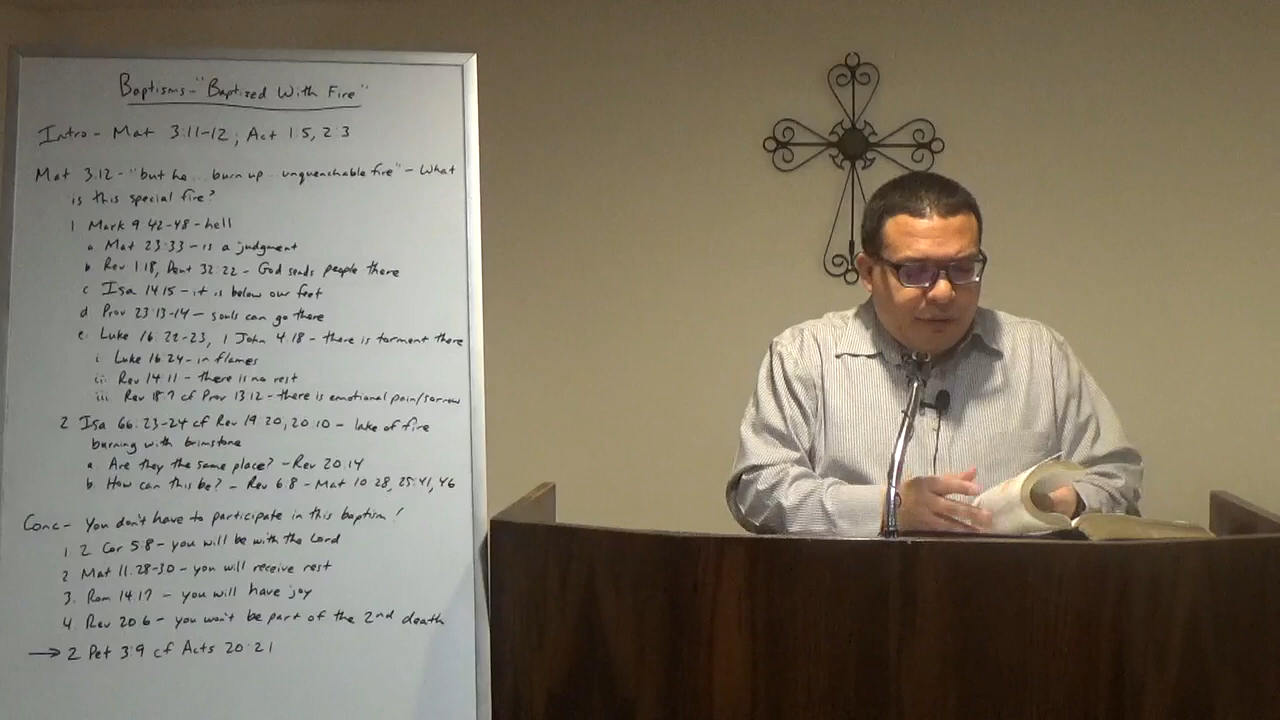 Baptisms - "Baptized With Fire"
Intro - Mat 3:11-12; Act 1:5, 2:3
Mat 3:12 - "but he... burn up... unquenchable fire" - What
is this special fire?
1 Mark 9:42-48 - hell
a Mat 23:33 - is a judgment
b Rev 1:18, Deut 32:22 - God sends people there
c Isa 14:15 - it is below our feet
d Prov 23:13-14 - souls can go there
e. Luke 16:22-23, 1 John 4:18 - there is torment there
i. Luke 16:24 - in flames
ii. Rev 14:11 - there is no rest
iii. Rev 18:7 cf Prov 13:12 - there is emotional pain/sorrow
2 Isa 66:23-24 cf Rev 19:20, 20:10 - lake of fire
burning with brimstone
a Are they the same place? - Rev 20:14
b. How can this be? - Rev 6:8 - Mat 10:28, 25:41, 46
Conc - You don't have to participate in this baptism!
1. 2 Cor 5:8 - you will be with the Lord
2 Mat 11:28-30 - you will receive rest
3. Rom 14:17 - you will have joy
4. Rev 20:6 - you won't be part of the 2nd death
→ 2 Pet 3:9 cf Acts 20:21